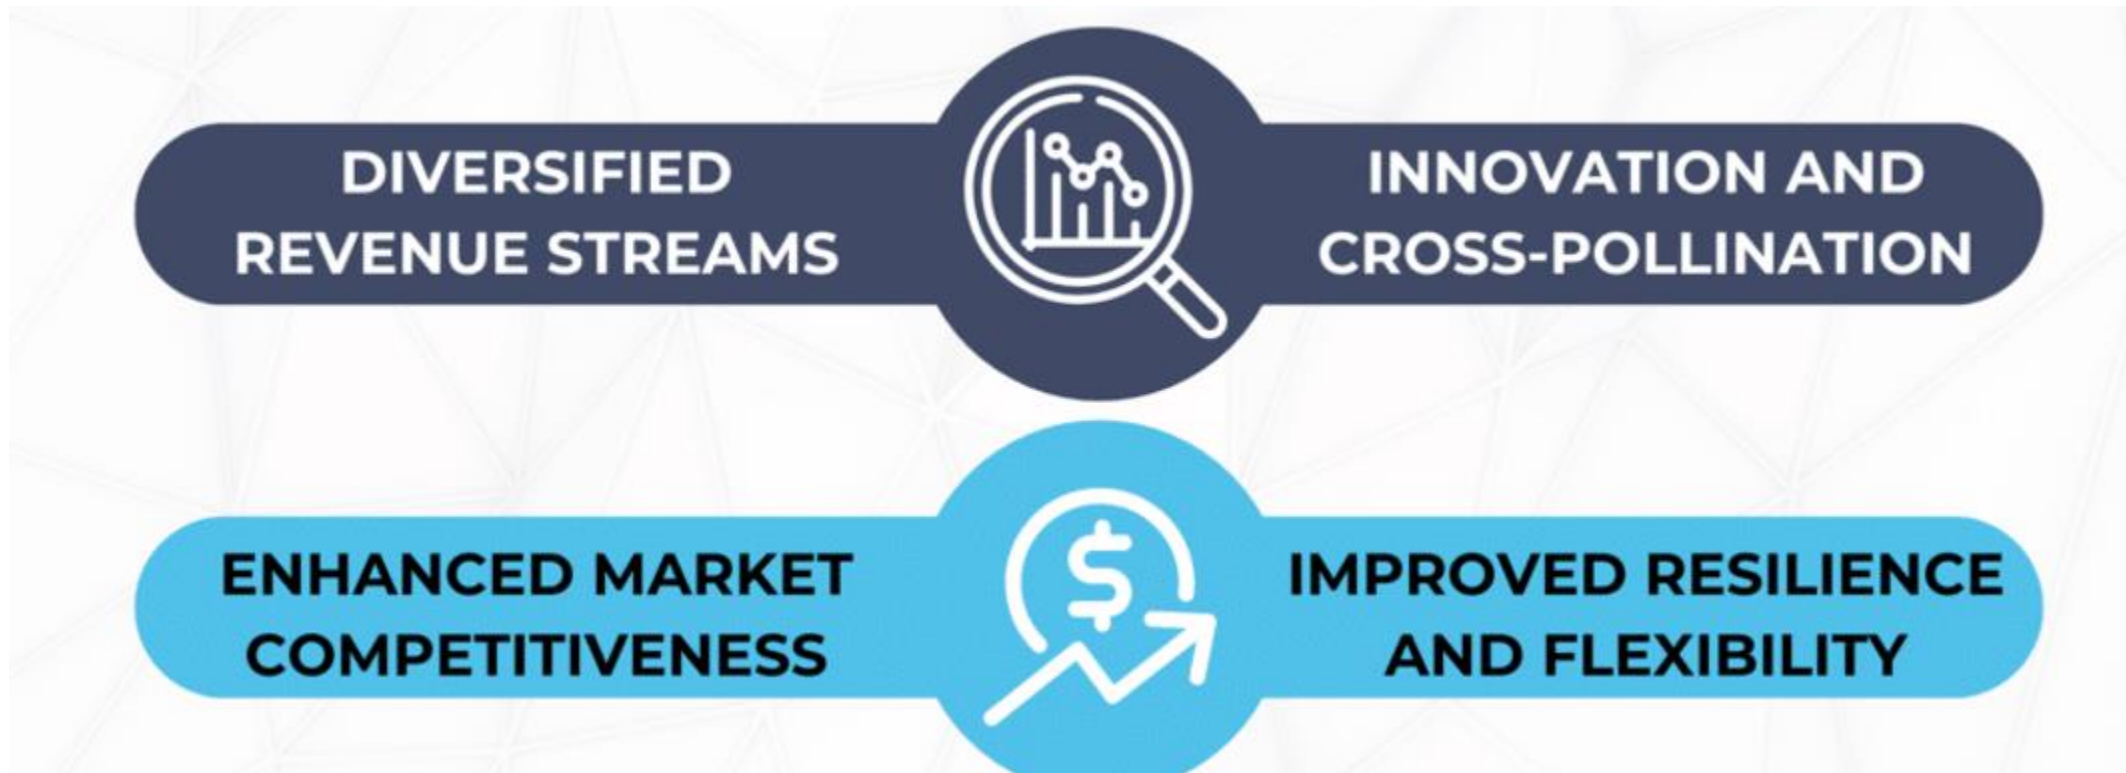 DIVERSIFIED
REVENUE STREAMS
INNOVATION AND
CROSS-POLLINATION
$
ENHANCED MARKET
COMPETITIVENESS
IMPROVED RESILIENCE
AND FLEXIBILITY